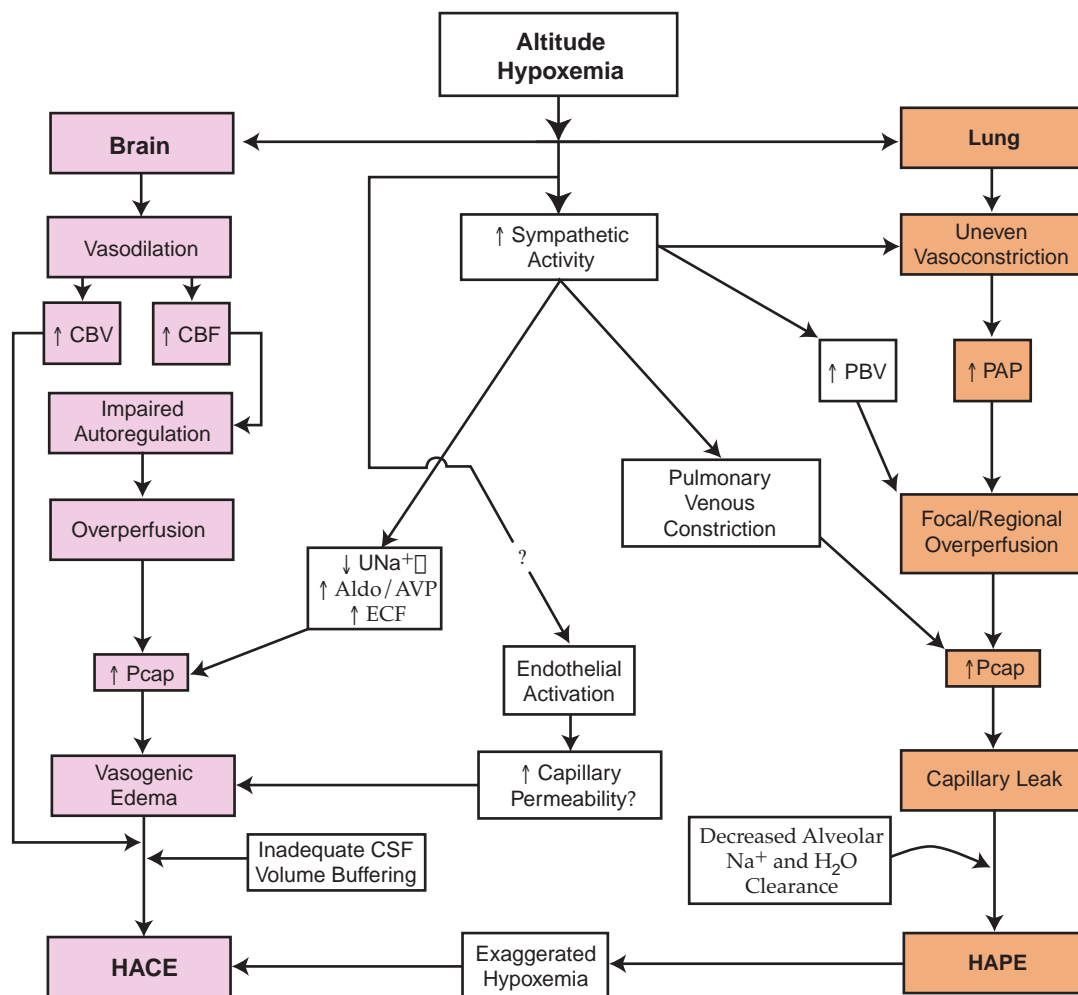 Altitude
Hypoxemia
Brain
Lung
Vasodilation
↑ Sympathetic
Activity
Uneven
Vasoconstriction
↑ CBV
↑ CBF
↑ PBV
↑ PAP
Impaired
Autoregulation
Pulmonary
Venous
Constriction
Overperfusion
Focal/Regional
Overperfusion
?
↓ UNa⁺▯
↑ Aldo/AVP
↑ ECF
↑ Pcap
Endothelial
Activation
↑Pcap
Vasogenic
Edema
↑ Capillary
Permeability?
Capillary Leak
Inadequate CSF
Volume Buffering
Decreased Alveolar
Na⁺ and H₂O
Clearance
HACE
Exaggerated
Hypoxemia
HAPE